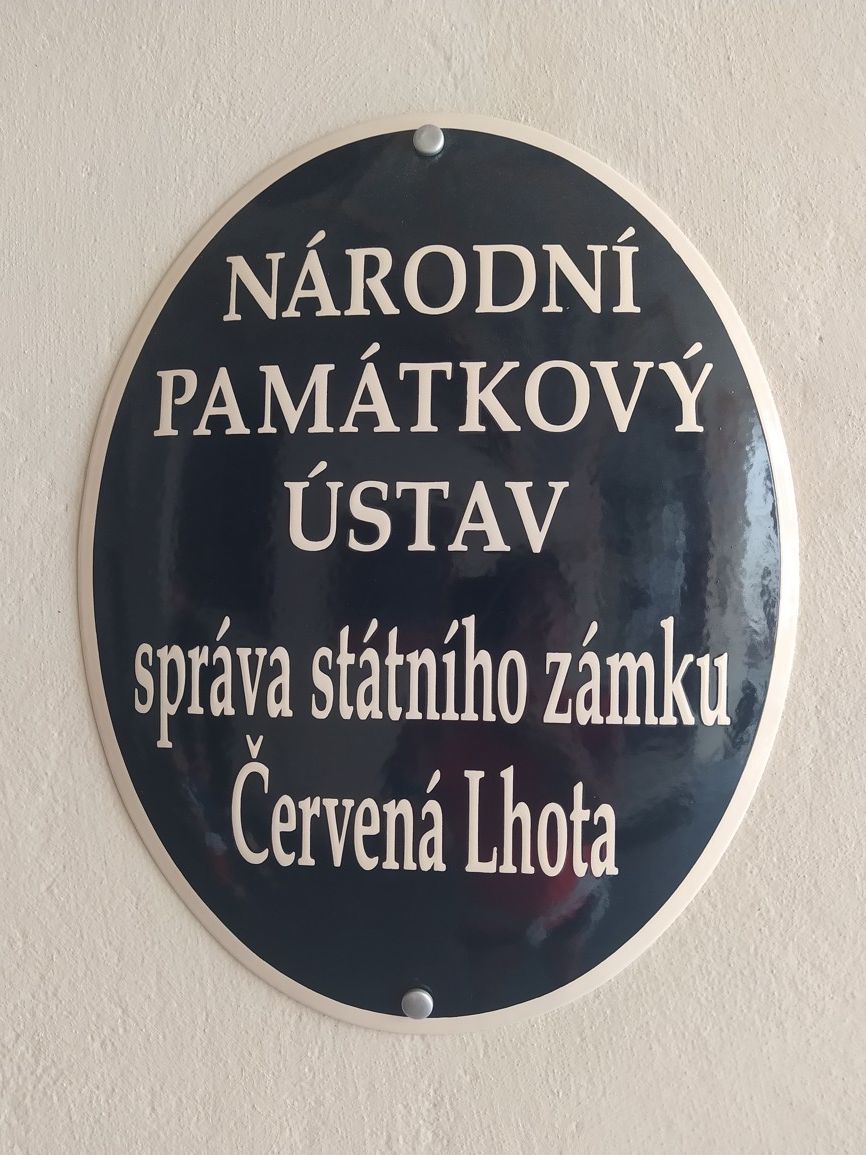 NÁRODNÍ
PAMÁTKOVÝ
ÚSTAV
správa státního zámku
Červená Lhota